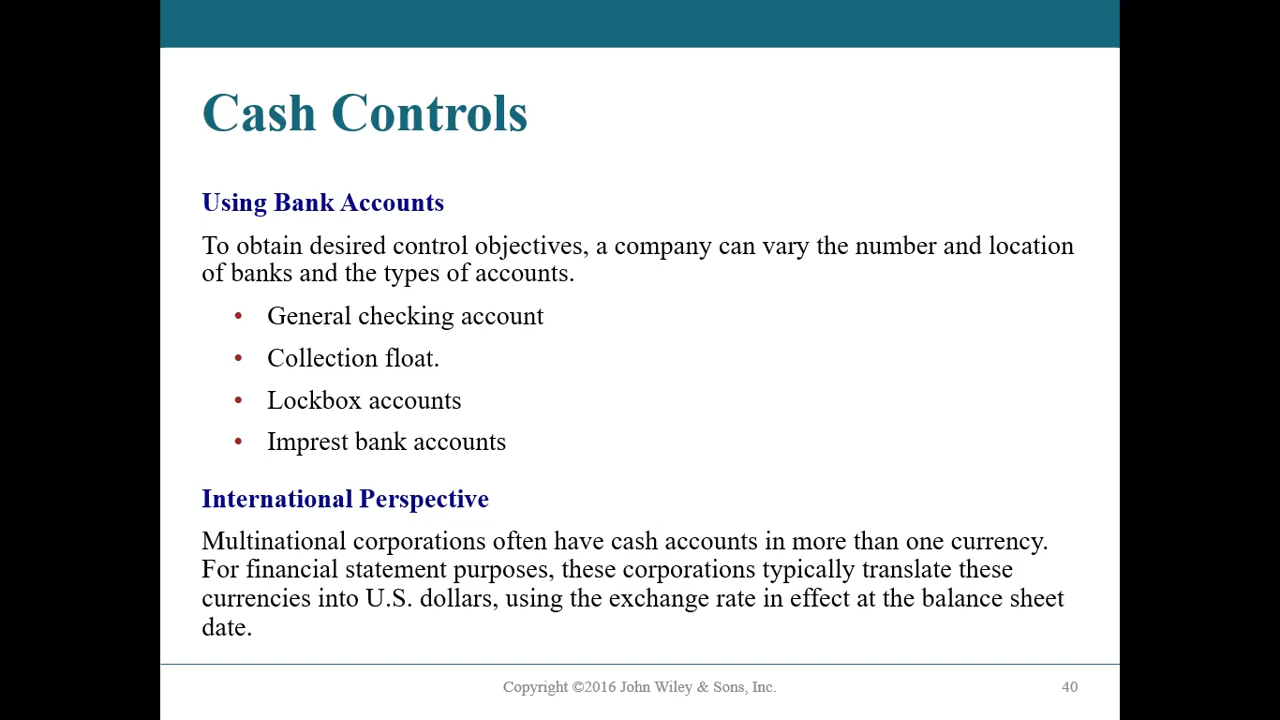 Cash Controls
Using Bank Accounts
To obtain desired control objectives, a company can vary the number and location
of banks and the types of accounts.
• General checking account
• Collection float.
• Lockbox accounts
• Imprest bank accounts
International Perspective
Multinational corporations often have cash accounts in more than one currency.
For financial statement purposes, these corporations typically translate these
currencies into U.S. dollars, using the exchange rate in effect at the balance sheet
date.
Copyright ©2016 John Wiley & Sons, Inc.
40